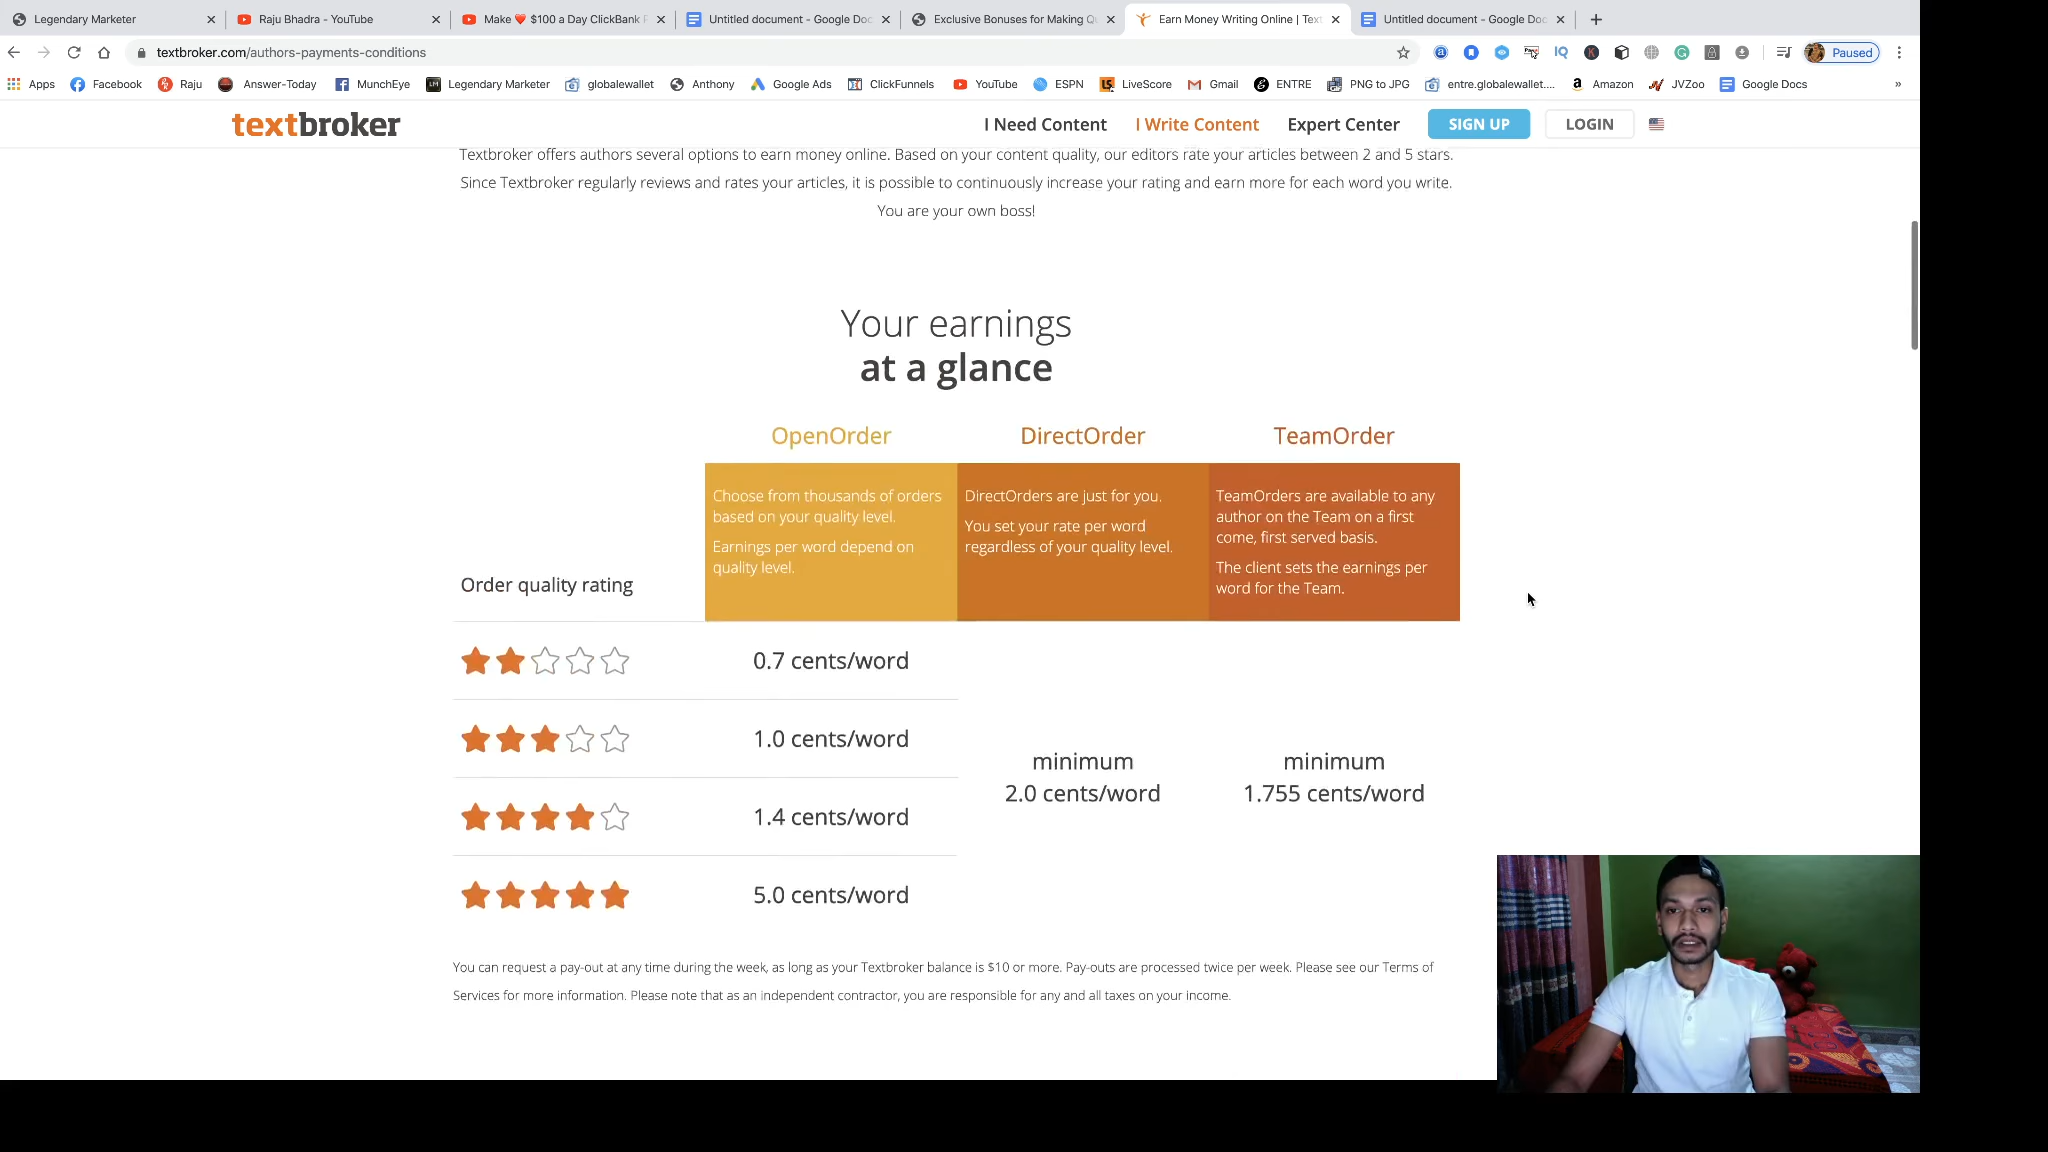 Legendary Marketer
Raju Bhadra - YouTube
Make ❤️ $100 a Day ClickBank
Untitled document - Google Doc
Exclusive Bonuses for Making
Earn Money Writing Online | Text
Untitled document - Google Doc
textbroker.com/authors-payments-conditions
Paused
Apps Facebook Raju Answer-Today MunchEye Legendary Marketer globalewallet Anthony Google Ads ClickFunnels YouTube ESPN LiveScore Gmail ENTRE PNG to JPG entre.globalewallet.... Amazon JVZoo Google Docs »
textbroker
I Need Content I Write Content Expert Center SIGN UP LOGIN
Textbroker offers authors several options to earn money online. Based on your content quality, our editors rate your articles between 2 and 5 stars.
Since Textbroker regularly reviews and rates your articles, it is possible to continuously increase your rating and earn more for each word you write.
You are your own boss!
Your earnings
at a glance
OpenOrder DirectOrder TeamOrder
Choose from thousands of orders
based on your quality level.
Earnings per word depend on
quality level.
DirectOrders are just for you.
You set your rate per word
regardless of your quality level.
TeamOrders are available to any
author on the Team on a first
come, first served basis.
The client sets the earnings per
word for the Team.
Order quality rating
0.7 cents/word
1.0 cents/word
1.4 cents/word
5.0 cents/word
minimum
2.0 cents/word
minimum
1.755 cents/word
You can request a pay-out at any time during the week, as long as your Textbroker balance is $10 or more. Pay-outs are processed twice per week. Please see our Terms of
Services for more information. Please note that as an independent contractor, you are responsible for any and all taxes on your income.